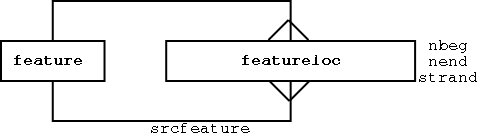 feature
featureloc
nbeg
nend
strand
srcfeature